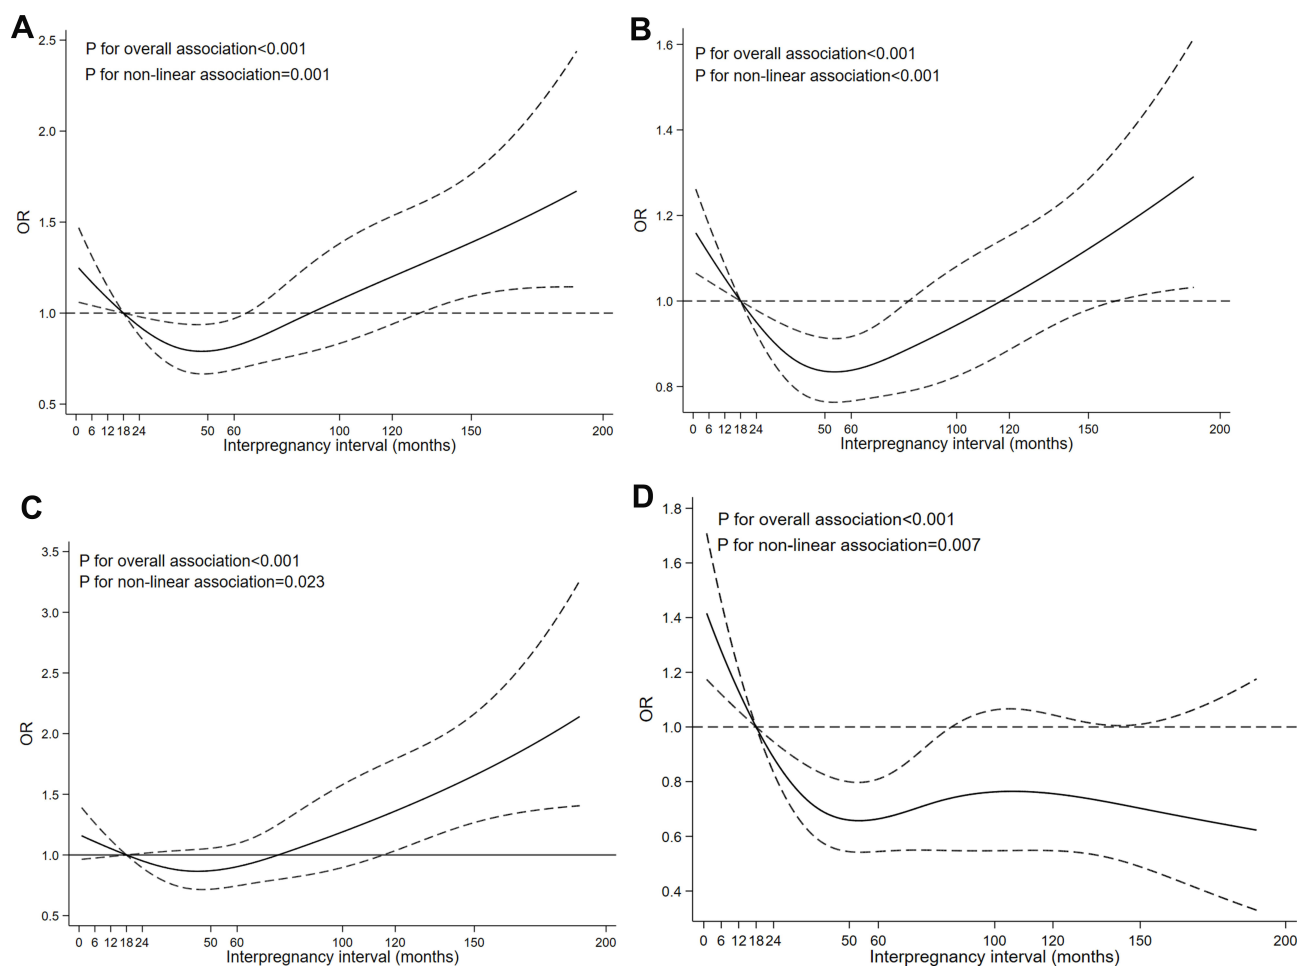 A
P for overall association<0.001
P for non-linear association=0.001
2.5
2.0
1.5
1.0
0.5
OR
0 6 12 18 24 50 60 100 120 150 200
Interpregnancy interval (months)
B
P for overall association<0.001
P for non-linear association<0.001
1.6
1.4
1.2
1.0
0.8
OR
0 6 12 18 24 50 60 100 120 150 200
Interpregnancy interval (months)
C
P for overall association<0.001
P for non-linear association=0.023
3.5
3.0
2.5
2.0
1.5
1.0
0.5
OR
0 6 12 18 24 50 60 100 120 150 200
Interpregnancy interval (months)
D
P for overall association<0.001
P for non-linear association=0.007
1.8
1.6
1.4
1.2
1.0
0.8
0.6
0.4
OR
0 6 12 18 24 50 60 100 120 150 200
Interpregnancy interval (months)